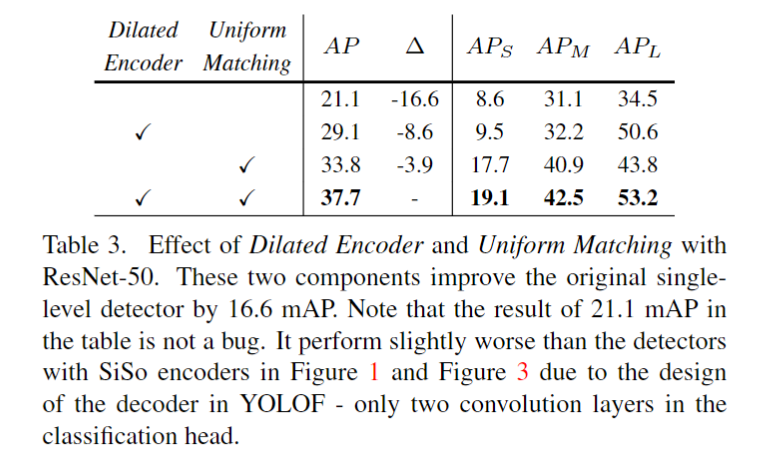 Dilated Uniform AP Δ AP_S AP_M AP_L
Encoder Matching
21.1 -16.6 8.6 31.1 34.5
✓ 29.1 -8.6 9.5 32.2 50.6
✓ 33.8 -3.9 17.7 40.9 43.8
✓ ✓ 37.7 - 19.1 42.5 53.2
Table 3. Effect of Dilated Encoder and Uniform Matching with
ResNet-50. These two components improve the original single-
level detector by 16.6 mAP. Note that the result of 21.1 mAP in
the table is not a bug. It perform slightly worse than the detectors
with SiSo encoders in Figure 1 and Figure 3 due to the design
of the decoder in YOLOF - only two convolution layers in the
classification head.